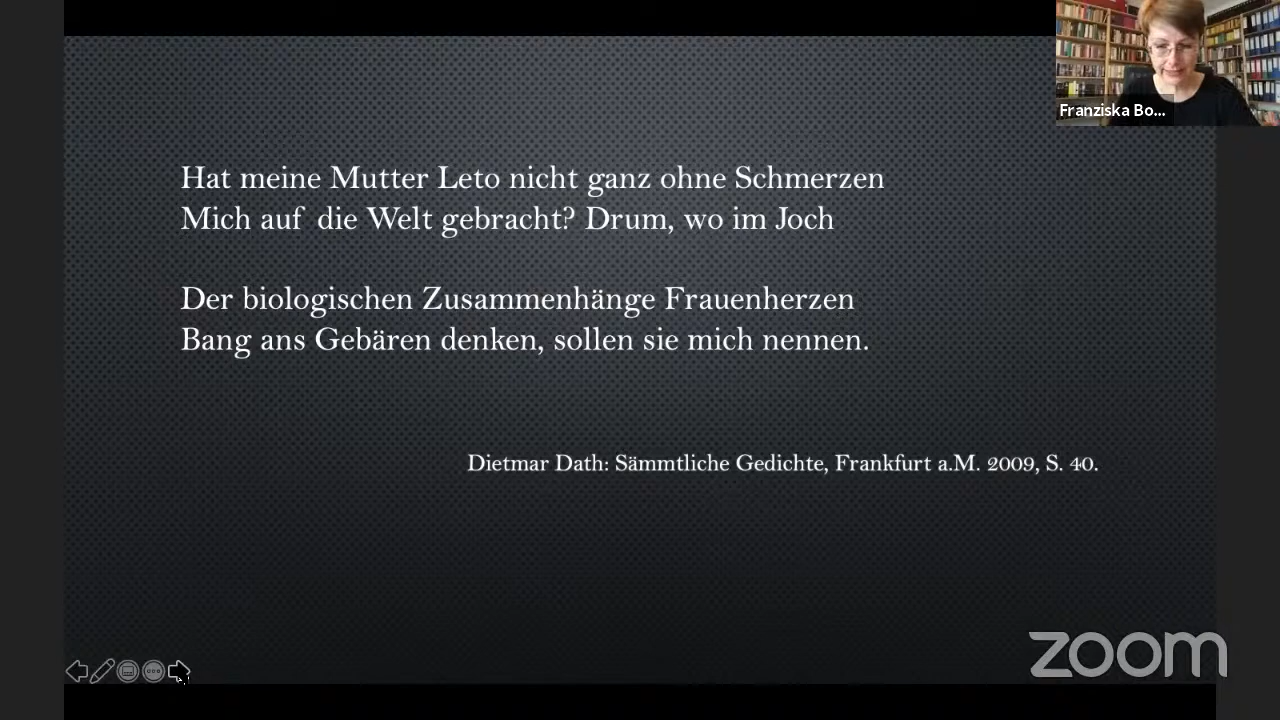 Franziska Bo...
Hat meine Mutter Leto nicht ganz ohne Schmerzen
Mich auf die Welt gebracht? Drum, wo im Joch
Der biologischen Zusammenhänge Frauenherzen
Bang ans Gebären denken, sollen sie mich nennen.
Dietmar Dath: Sämmtliche Gedichte, Frankfurt a.M. 2009, S. 40.
zoom